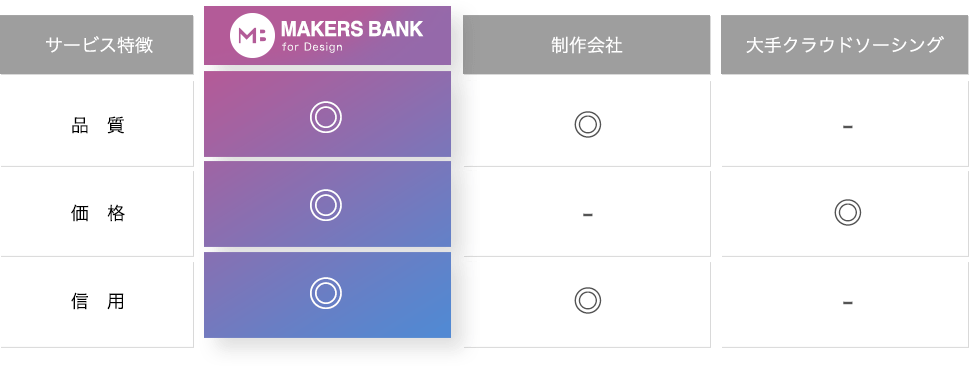 サービス特徴
MB MAKERS BANK
for Design
制作会社
大手クラウドソーシング
品 質 ◎ ◎ -
価 格 ◎ - ◎
信 用 ◎ ◎ -